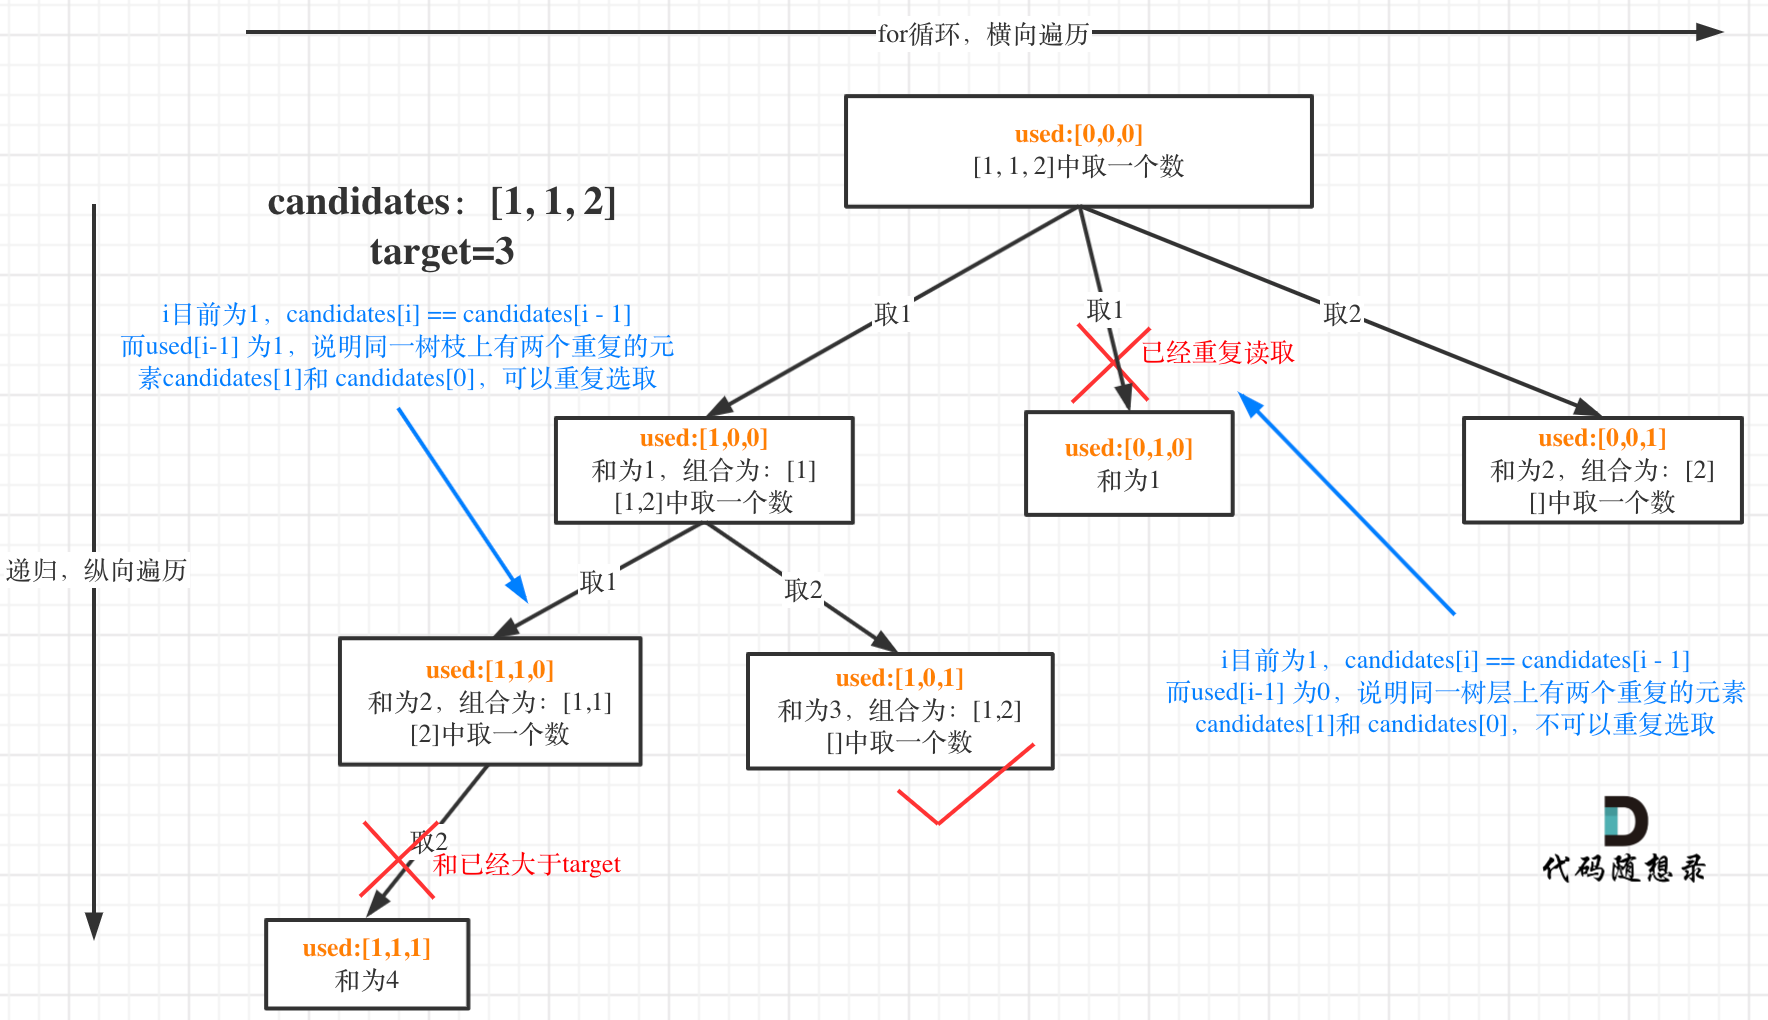 for循环，横向遍历
used:[0,0,0]
[1, 1, 2]中取一个数
candidates：[1, 1, 2]
target=3
i目前为1，candidates[i] == candidates[i - 1]
而used[i-1] 为1，说明同一树枝上有两个重复的元
素candidates[1]和 candidates[0]，可以重复选取
取1
取1
取2
已经重复读取
used:[1,0,0]
和为1，组合为：[1]
[1,2]中取一个数
used:[0,1,0]
和为1
used:[0,0,1]
和为2，组合为：[2]
[]中取一个数
递归，纵向遍历
取1
取2
used:[1,1,0]
和为2，组合为：[1,1]
[2]中取一个数
used:[1,0,1]
和为3，组合为：[1,2]
[]中取一个数
i目前为1，candidates[i] == candidates[i - 1]
而used[i-1] 为0，说明同一树层上有两个重复的元素
candidates[1]和 candidates[0]，不可以重复选取
取2
和已经大于target
used:[1,1,1]
和为4
代码随想录